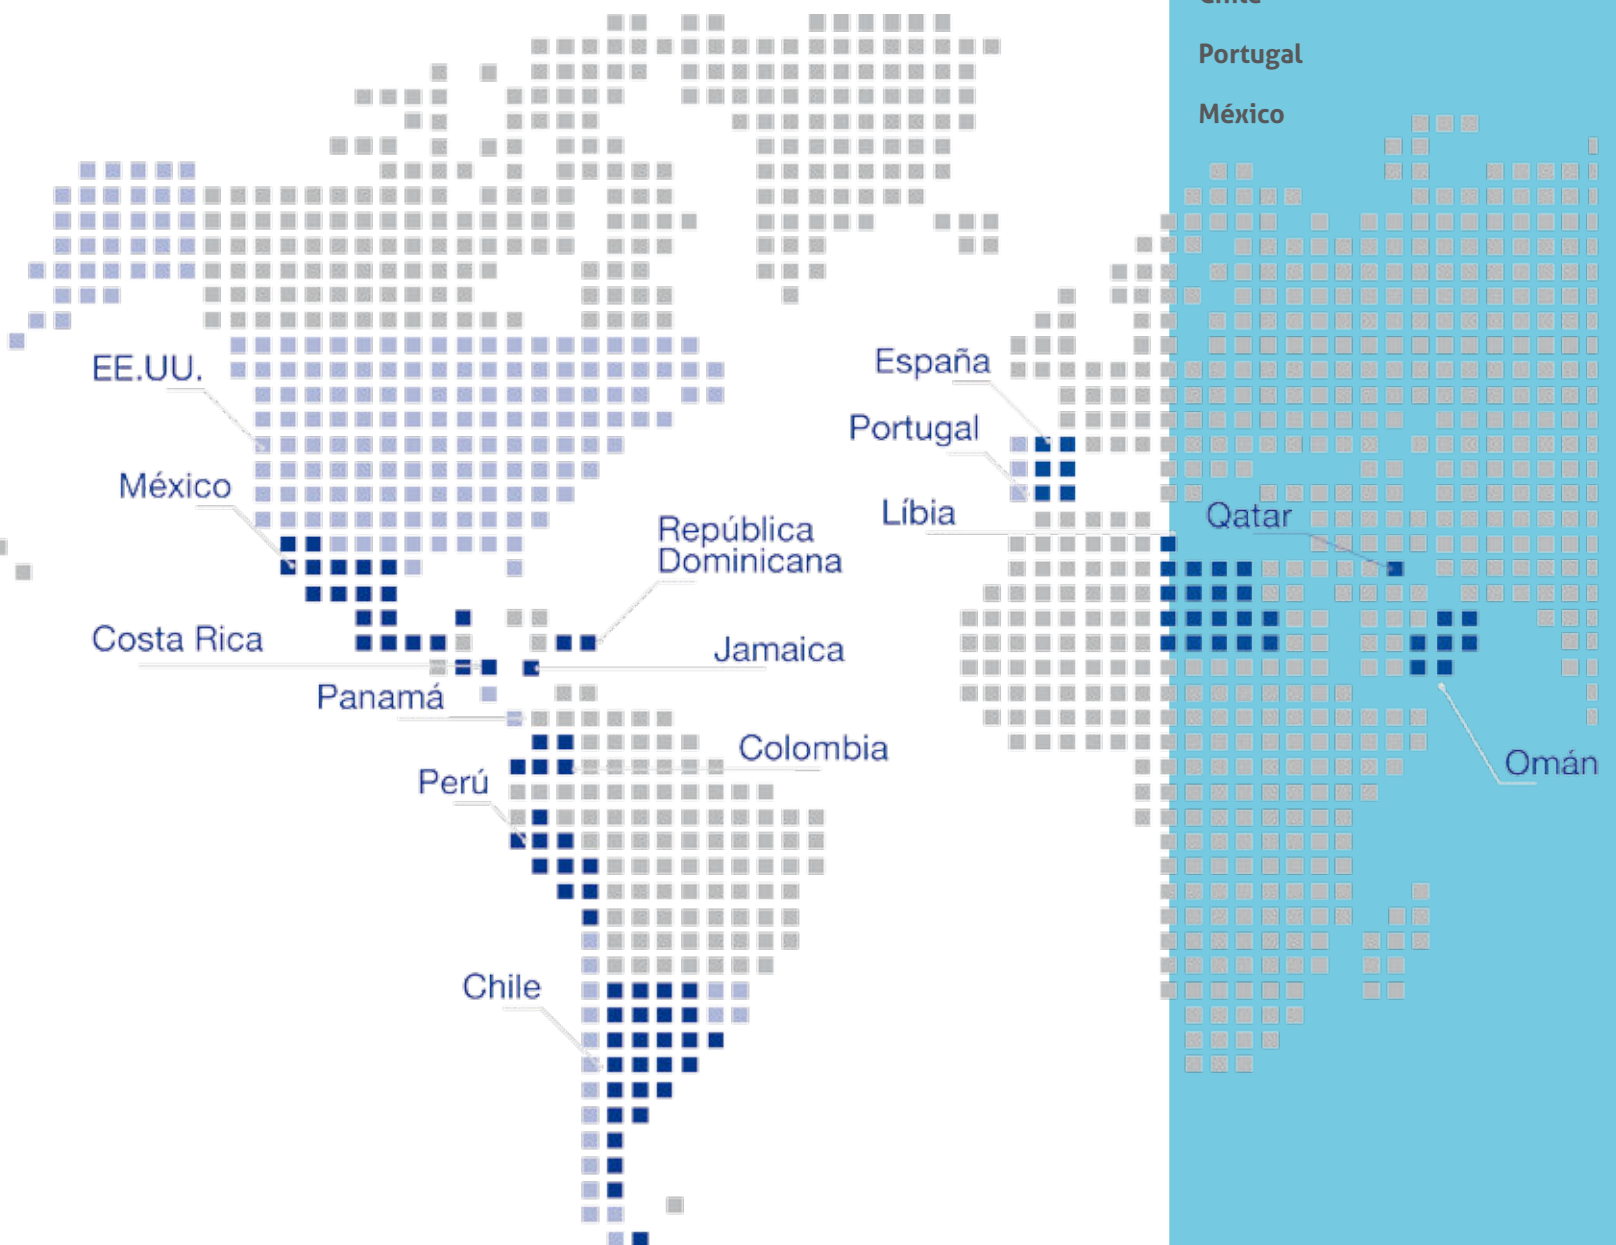 Chile
Portugal
México
EE.UU.
España
Portugal
México
Líbia
Qatar
República
Dominicana
Costa Rica
Jamaica
Panamá
Colombia
Perú
Omán
Chile